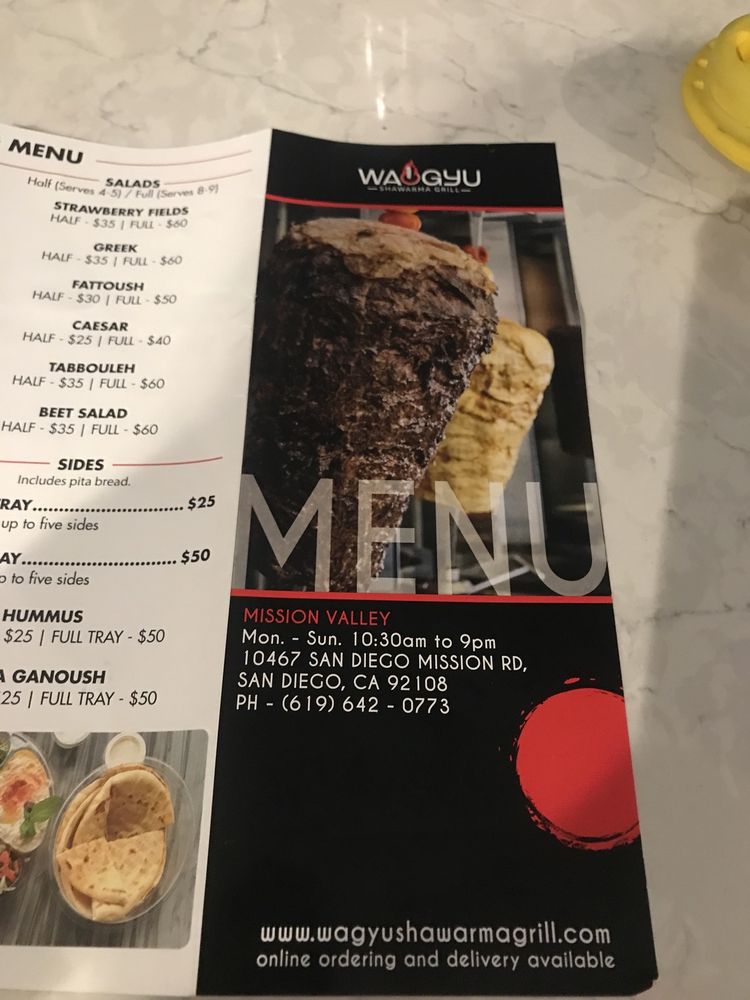 MENU
SALADS
Half (Serves 4-5) / Full (Serves 8-9)
STRAWBERRY FIELDS
HALF - $35 | FULL - $60
GREEK
HALF - $35 | FULL - $60
FATTOUSH
HALF - $30 | FULL - $50
CAESAR
HALF - $25 | FULL - $40
TABBOULEH
HALF - $35 | FULL - $60
BEET SALAD
HALF - $35 | FULL - $60
SIDES
Includes pita bread.
RAY............................ $25
up to five sides
AY............................ $50
o to five sides
HUMMUS
$25 | FULL TRAY - $50
A GANOUSH
25 | FULL TRAY - $50
WAGYU
SHAWARMA GRILL
MENU
MISSION VALLEY
Mon. - Sun. 10:30am to 9pm
10467 SAN DIEGO MISSION RD,
SAN DIEGO, CA 92108
PH - (619) 642 - 0773
www.wagyushawarmagrill.com
online ordering and delivery available